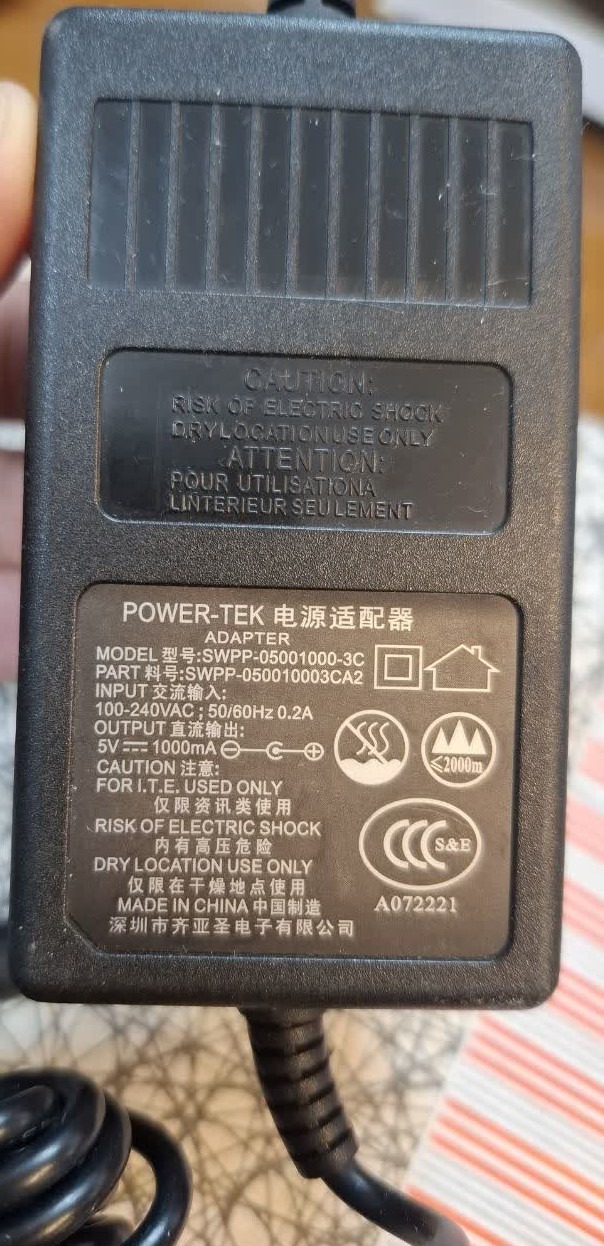 CAUTION:
RISK OF ELECTRIC SHOCK
DRY LOCATION USE ONLY
ATTENTION:
POUR UTILISATIONA
LINTERIEUR SEULEMENT
POWER-TEK 电源适配器
ADAPTER
MODEL 型号:SWPP-05001000-3C
PART 料号:SWPP-050010003CA2
INPUT 交流输入:
100-240VAC ; 50/60Hz 0.2A
OUTPUT 直流输出:
5V⎓1000mA
CAUTION 注意:
FOR I.T.E. USED ONLY
仅限资讯类使用
RISK OF ELECTRIC SHOCK
内有高压危险
DRY LOCATION USE ONLY
仅限在干燥地点使用
MADE IN CHINA 中国制造
深圳市齐亚圣电子有限公司
≤2000m
CCC S&E
A072221